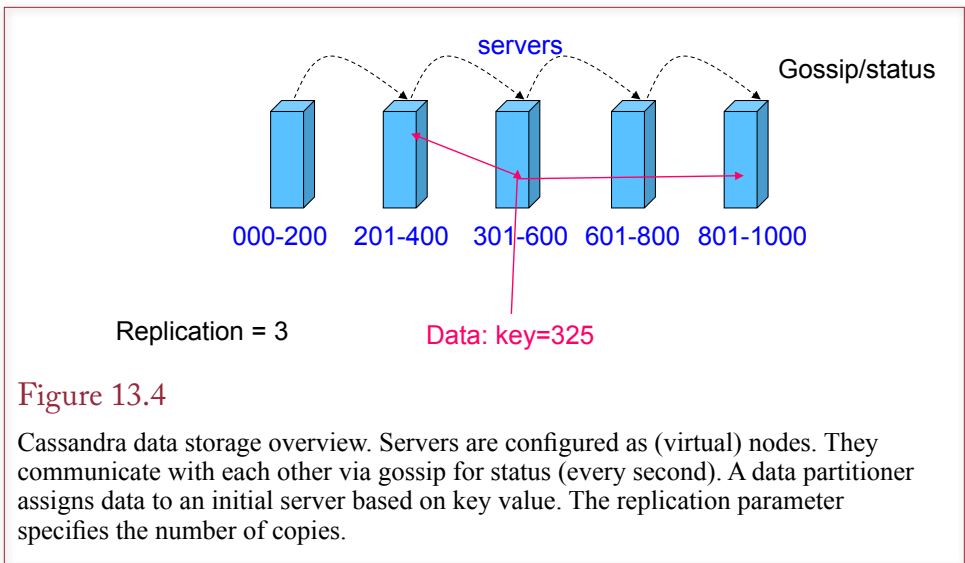 servers
Gossip/status
000-200 201-400 301-600 601-800 801-1000
Replication = 3
Data: key=325
Figure 13.4
Cassandra data storage overview. Servers are configured as (virtual) nodes. They
communicate with each other via gossip for status (every second). A data partitioner
assigns data to an initial server based on key value. The replication parameter
specifies the number of copies.